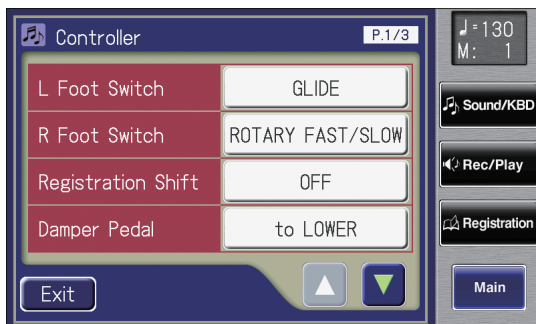 Controller
P.1/3
L Foot Switch
GLIDE
R Foot Switch
ROTARY FAST/SLOW
Registration Shift
OFF
Damper Pedal
to LOWER
Exit
♩=130
M: 1
Sound/KBD
Rec/Play
Registration
Main